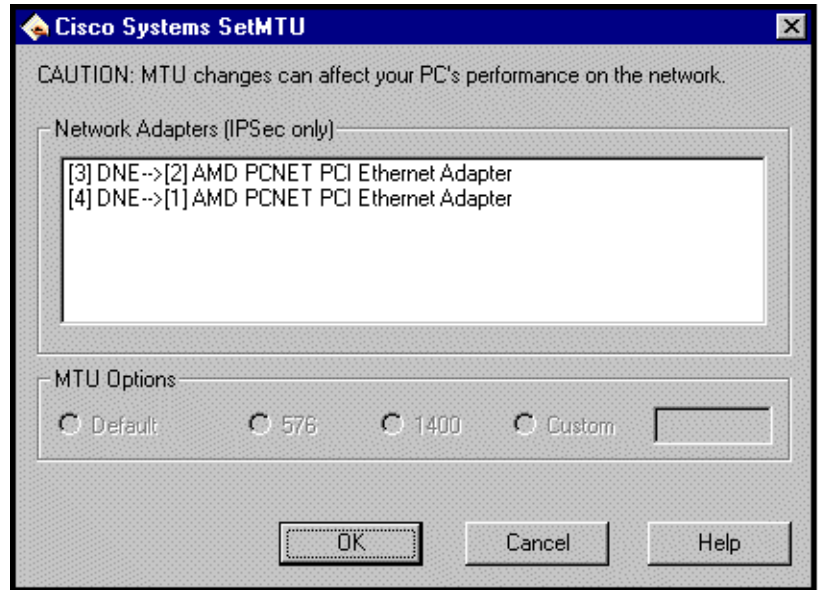 Cisco Systems SetMTU
CAUTION: MTU changes can affect your PC's performance on the network.
Network Adapters (IPSec only)
[3] DNE-->[2] AMD PCNET PCI Ethernet Adapter
[4] DNE-->[1] AMD PCNET PCI Ethernet Adapter
MTU Options
Default 576 1400 Custom
OK Cancel Help